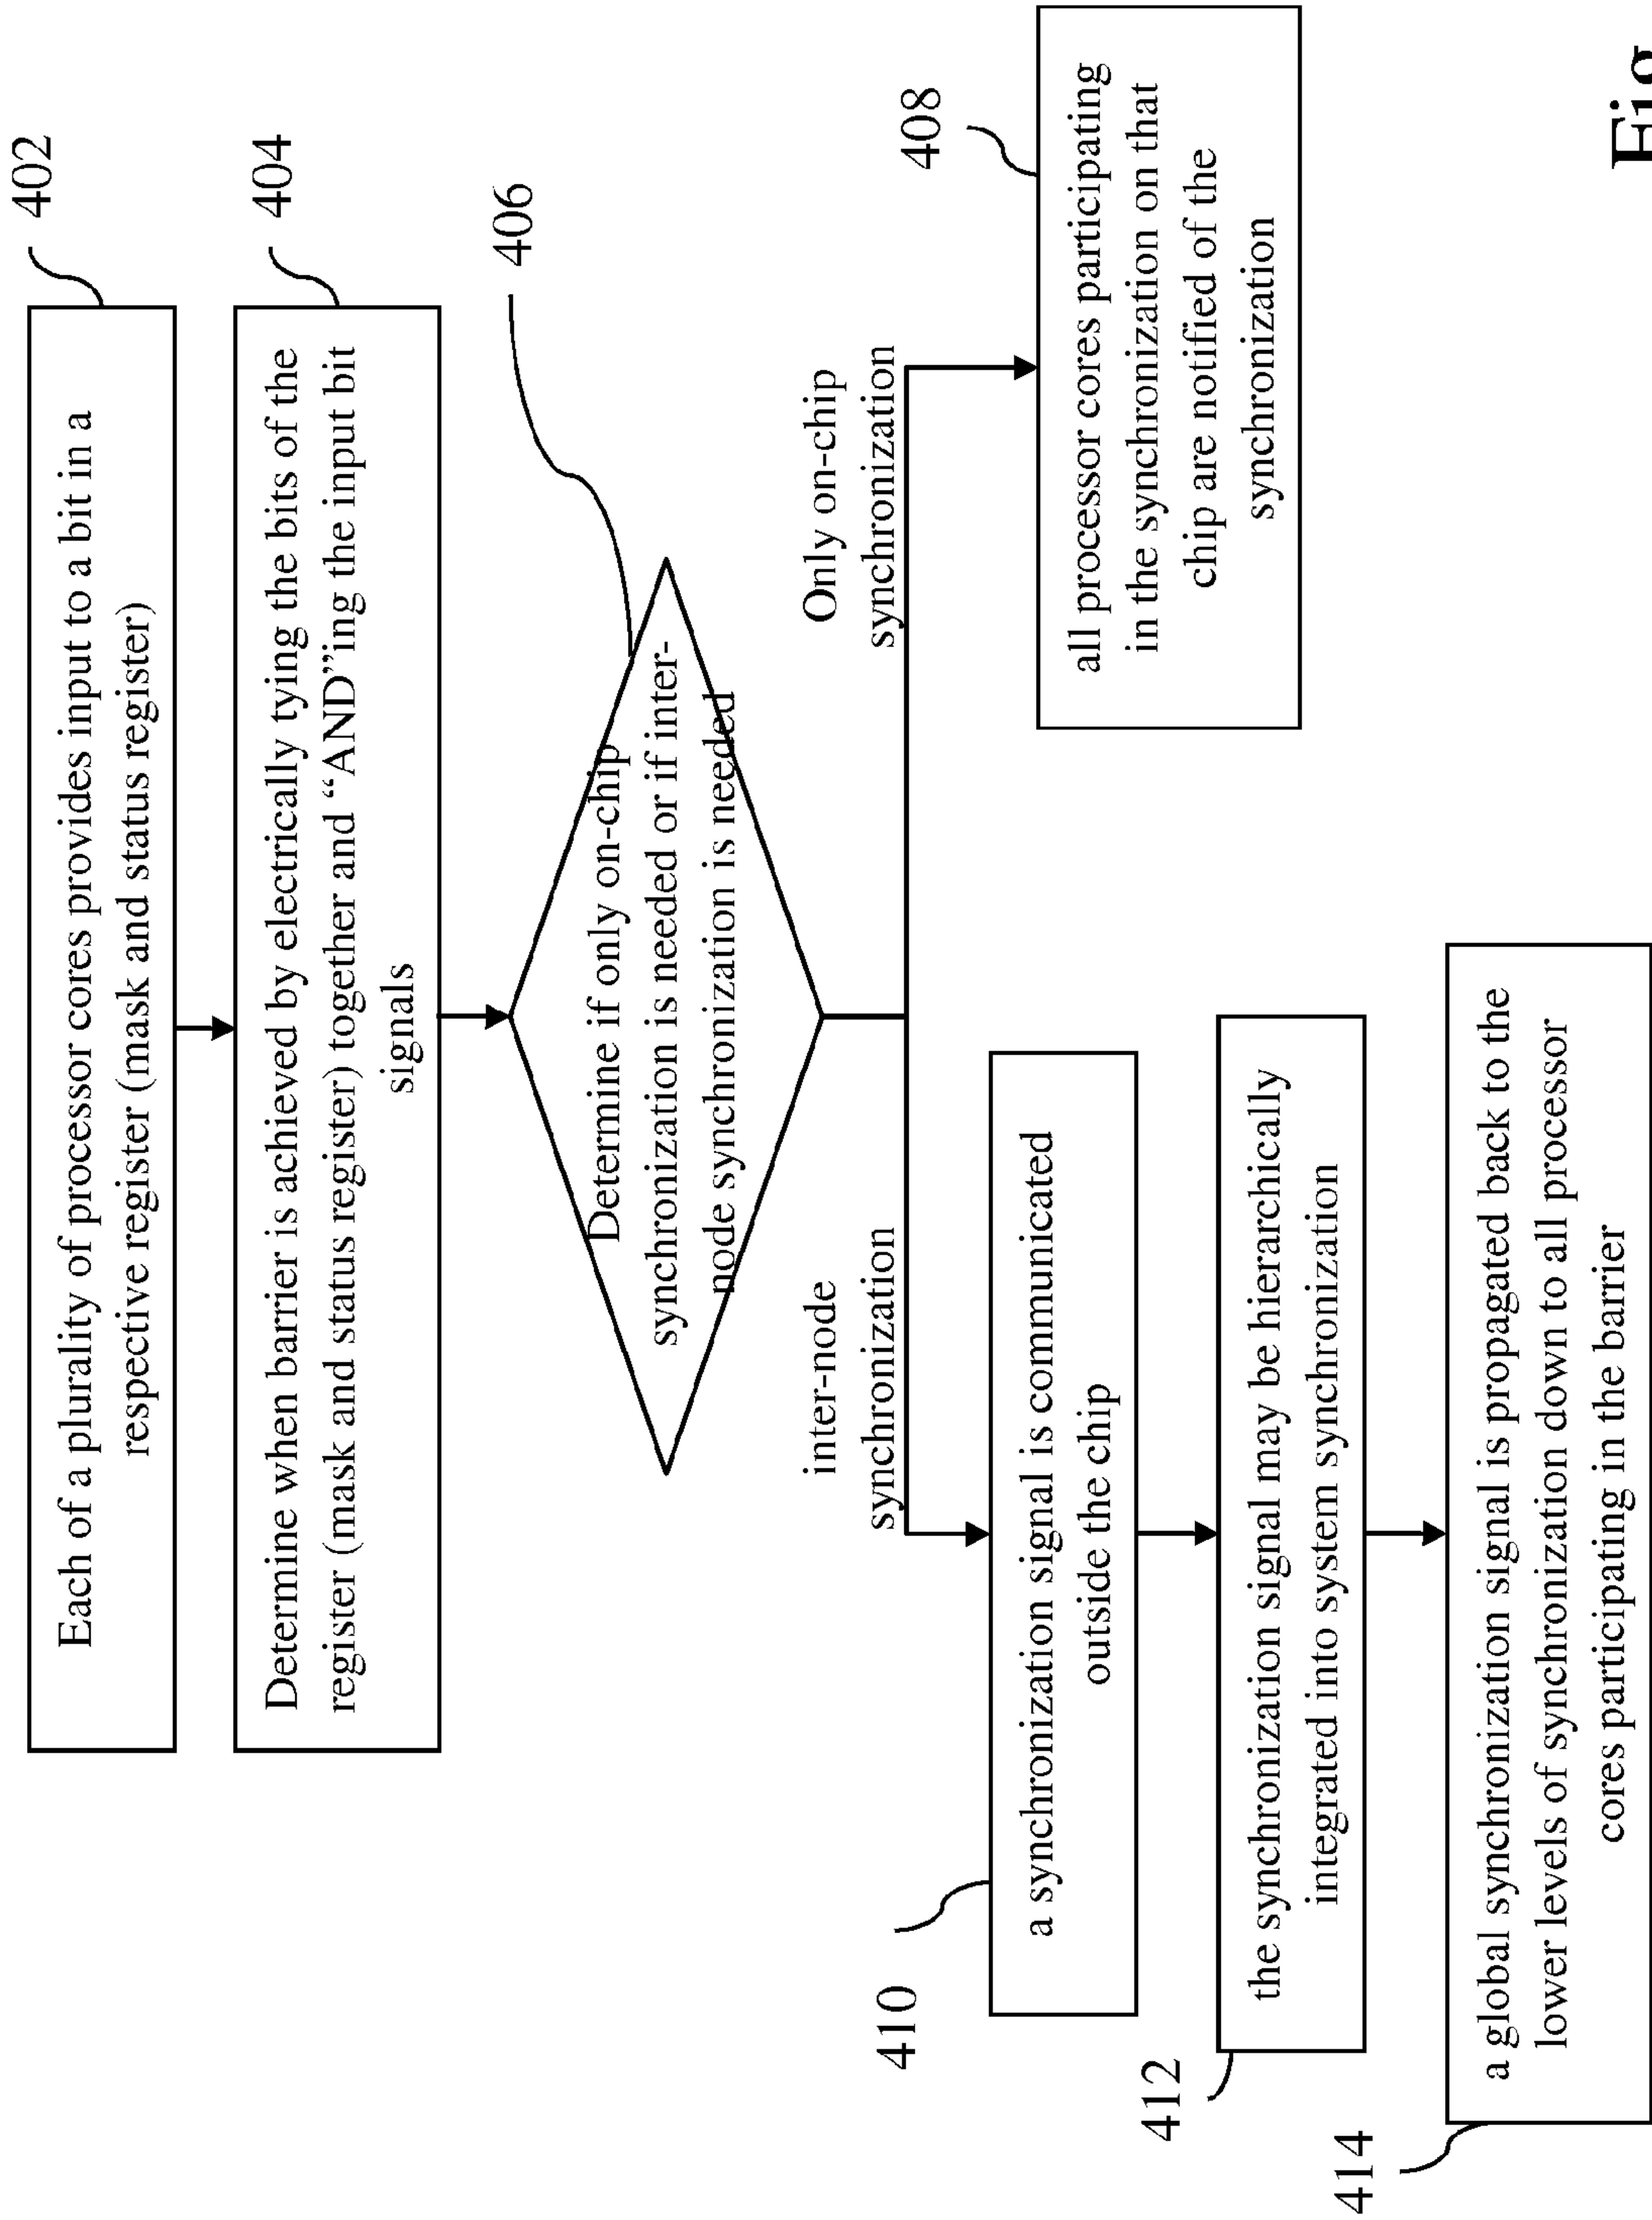 402
Each of a plurality of processor cores provides input to a bit in a
respective register (mask and status register)
404
Determine when barrier is achieved by electrically tying the bits of the
register (mask and status register) together and “AND”ing the input bit
signals
406
Determine if only on-chip
synchronization is needed or if inter-
node synchronization is needed
inter-node
synchronization
Only on-chip
synchronization
408
all processor cores participating
in the synchronization on that
chip are notified of the
synchronization
410
a synchronization signal is communicated
outside the chip
412
the synchronization signal may be hierarchically
integrated into system synchronization
414
a global synchronization signal is propagated back to the
lower levels of synchronization down to all processor
cores participating in the barrier
Fig